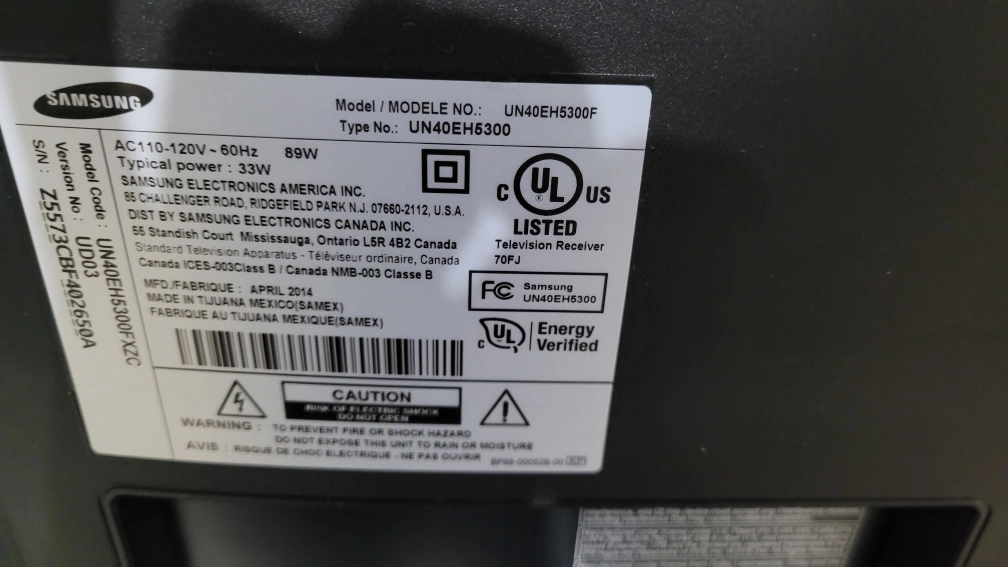 SAMSUNG
Model / MODELE NO.: UN40EH5300F
Type No.: UN40EH5300
Model Code : UN40EH5300FXZC
Version No : UD03
S/N : Z5573CBF402650A
AC110-120V ~ 60Hz 89W
Typical power : 33W
SAMSUNG ELECTRONICS AMERICA INC.
85 CHALLENGER ROAD, RIDGEFIELD PARK N.J. 07660-2112, U.S.A.
DIST BY SAMSUNG ELECTRONICS CANADA INC.
55 Standish Court Mississauga, Ontario L5R 4B2 Canada
Standard Television Apparatus - Téléviseur ordinaire, Canada
Canada ICES-003Class B / Canada NMB-003 Classe B
MFD./FABRIQUE : APRIL 2014
MADE IN TIJUANA MEXICO(SAMEX)
FABRIQUE AU TIJUANA MEXIQUE(SAMEX)
C UL US
LISTED
Television Receiver
70FJ
FC Samsung
UN40EH5300
C UL Energy
Verified
CAUTION
RISK OF ELECTRIC SHOCK
DO NOT OPEN
WARNING : TO PREVENT FIRE OR SHOCK HAZARD
DO NOT EXPOSE THIS UNIT TO RAIN OR MOISTURE
AVIS : RISQUE DE CHOC ELECTRIQUE - NE PAS OUVRIR